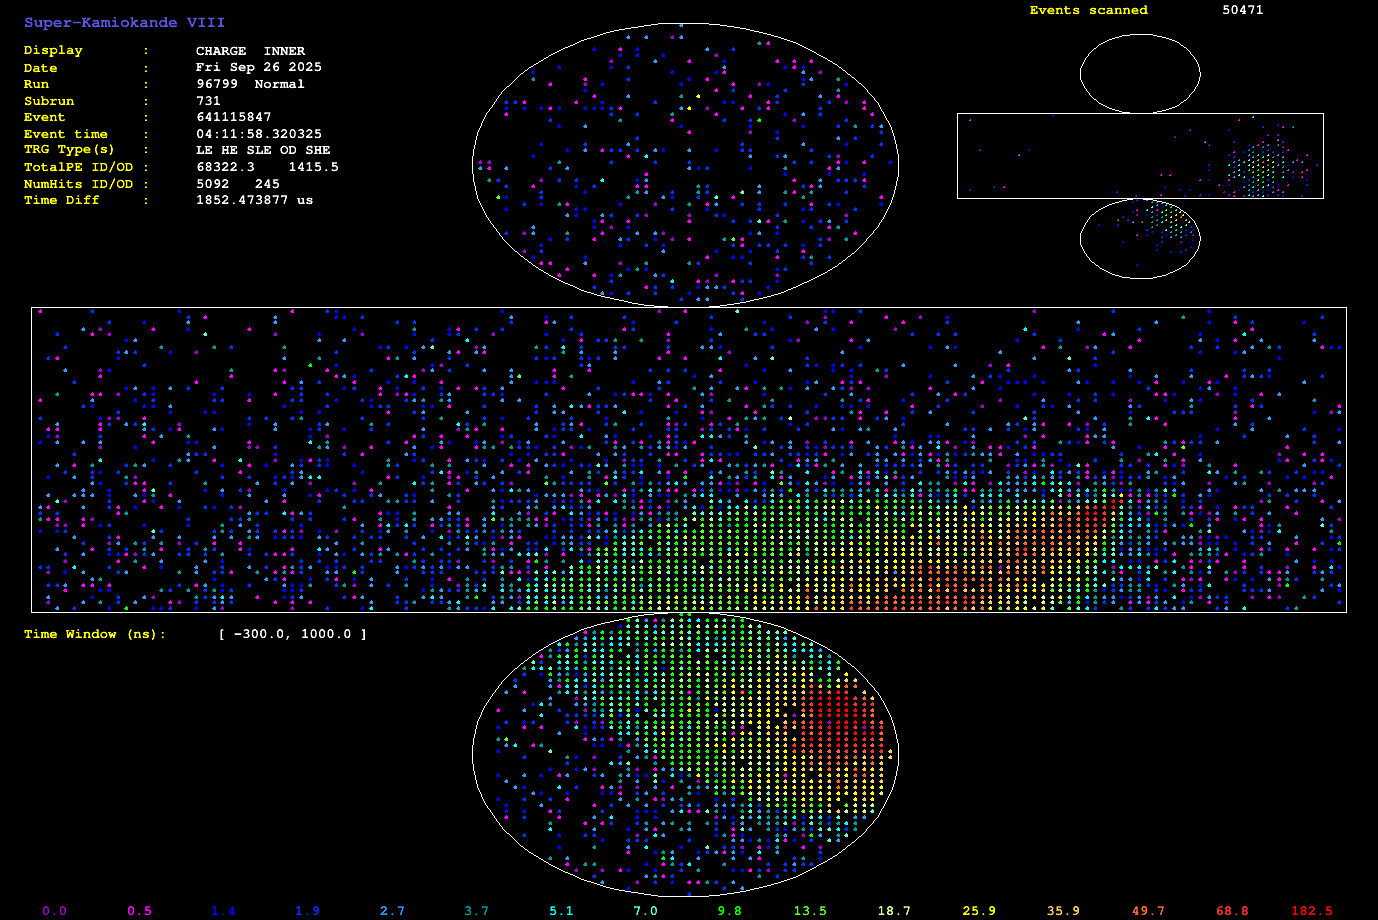 Super-Kamiokande VIII
Events scanned 50471
Display : CHARGE INNER
Date : Fri Sep 26 2025
Run : 96799 Normal
Subrun : 731
Event : 641115847
Event time : 04:11:58.320325
TRG Type(s) : LE HE SLE OD SHE
TotalPE ID/OD : 68322.3 1415.5
NumHits ID/OD : 5092 245
Time Diff : 1852.473877 us
Time Window (ns): [ -300.0, 1000.0 ]
0.0 0.5 1.4 1.9 2.7 3.7 5.1 7.0 9.8 13.5 18.7 25.9 35.9 49.7 68.8 182.5